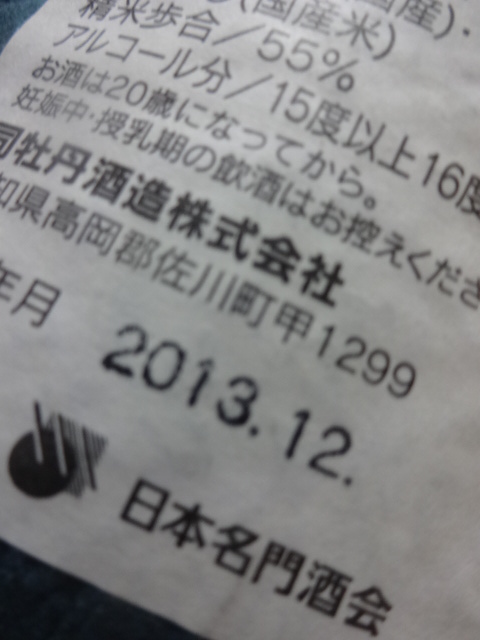 (国産米)
精米歩合/55%
アルコール分/15度以上16度
お酒は20歳になってから。
妊娠中・授乳期の飲酒はお控えくださ
司牡丹酒造株式会社
知県高岡郡佐川町甲1299
年月
2013.12.
日本名門酒会